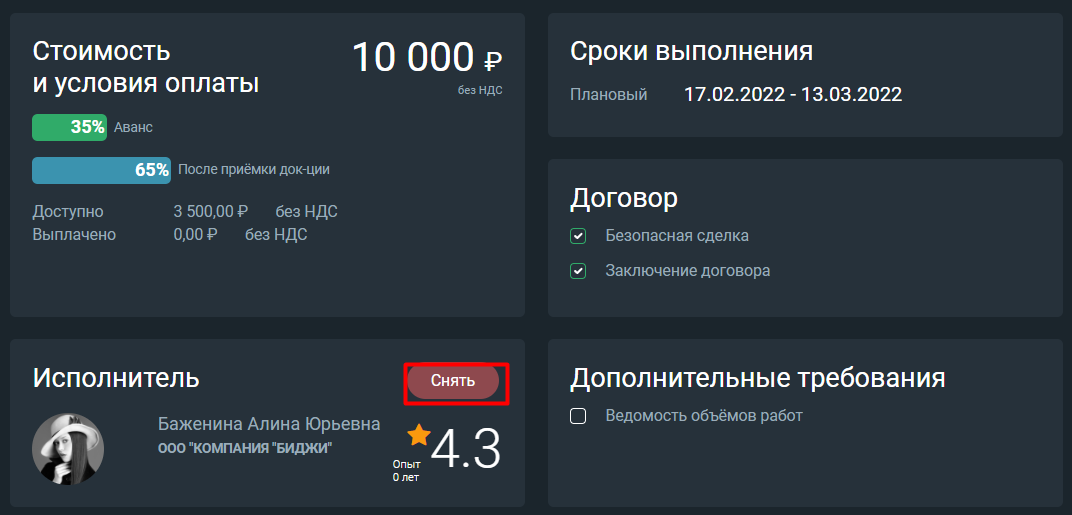 Стоимость
и условия оплаты
10 000 ₽
без НДС
35% Аванс
65% После приёмки док-ции
Доступно 3 500,00 ₽ без НДС
Выплачено 0,00 ₽ без НДС
Сроки выполнения
Плановый 17.02.2022 - 13.03.2022
Договор
Безопасная сделка
Заключение договора
Исполнитель
Снять
Баженина Алина Юрьевна
ООО "КОМПАНИЯ "БИДЖИ"
4.3
Опыт
0 лет
Дополнительные требования
Ведомость объёмов работ